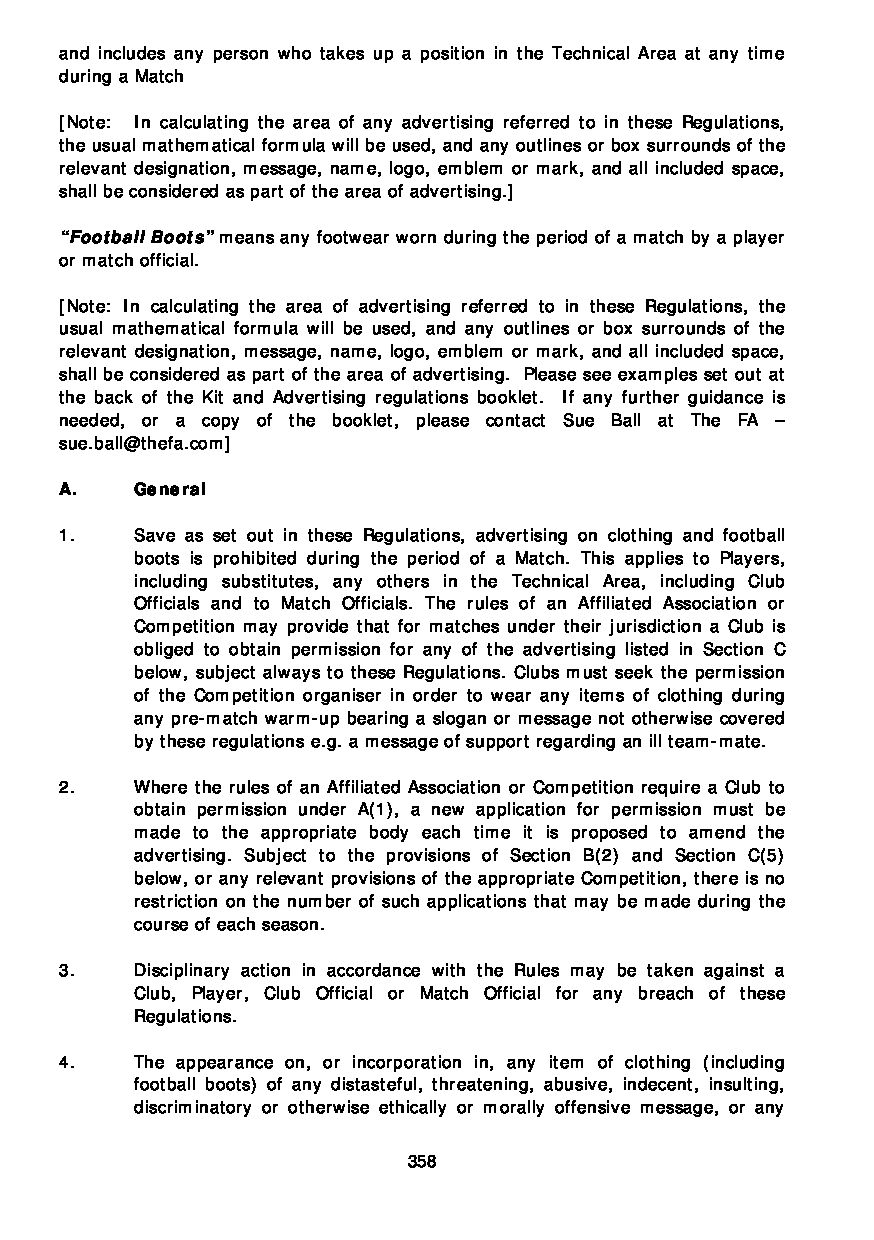 and includes any person who takes up a position in the Technical Area at any time
during a Match
[Note: In calculating the area of any advertising referred to in these Regulations,
the usual mathematical formula will be used, and any outlines or box surrounds of the
relevant designation, message, name, logo, emblem or mark, and all included space,
shall be considered as part of the area of advertising.]
“Football Boots” means any footwear worn during the period of a match by a player
or match official.
[Note: In calculating the area of advertising referred to in these Regulations, the
usual mathematical formula will be used, and any outlines or box surrounds of the
relevant designation, message, name, logo, emblem or mark, and all included space,
shall be considered as part of the area of advertising. Please see examples set out at
the back of the Kit and Advertising regulations booklet. If any further guidance is
needed, or a copy of the booklet, please contact Sue Ball at The FA –
sue.ball@thefa.com]
A. General
1. Save as set out in these Regulations, advertising on clothing and football
boots is prohibited during the period of a Match. This applies to Players,
including substitutes, any others in the Technical Area, including Club
Officials and to Match Officials. The rules of an Affiliated Association or
Competition may provide that for matches under their jurisdiction a Club is
obliged to obtain permission for any of the advertising listed in Section C
below, subject always to these Regulations. Clubs must seek the permission
of the Competition organiser in order to wear any items of clothing during
any pre-match warm-up bearing a slogan or message not otherwise covered
by these regulations e.g. a message of support regarding an ill team-mate.
2. Where the rules of an Affiliated Association or Competition require a Club to
obtain permission under A(1), a new application for permission must be
made to the appropriate body each time it is proposed to amend the
advertising. Subject to the provisions of Section B(2) and Section C(5)
below, or any relevant provisions of the appropriate Competition, there is no
restriction on the number of such applications that may be made during the
course of each season.
3. Disciplinary action in accordance with the Rules may be taken against a
Club, Player, Club Official or Match Official for any breach of these
Regulations.
4. The appearance on, or incorporation in, any item of clothing (including
football boots) of any distasteful, threatening, abusive, indecent, insulting,
discriminatory or otherwise ethically or morally offensive message, or any
358